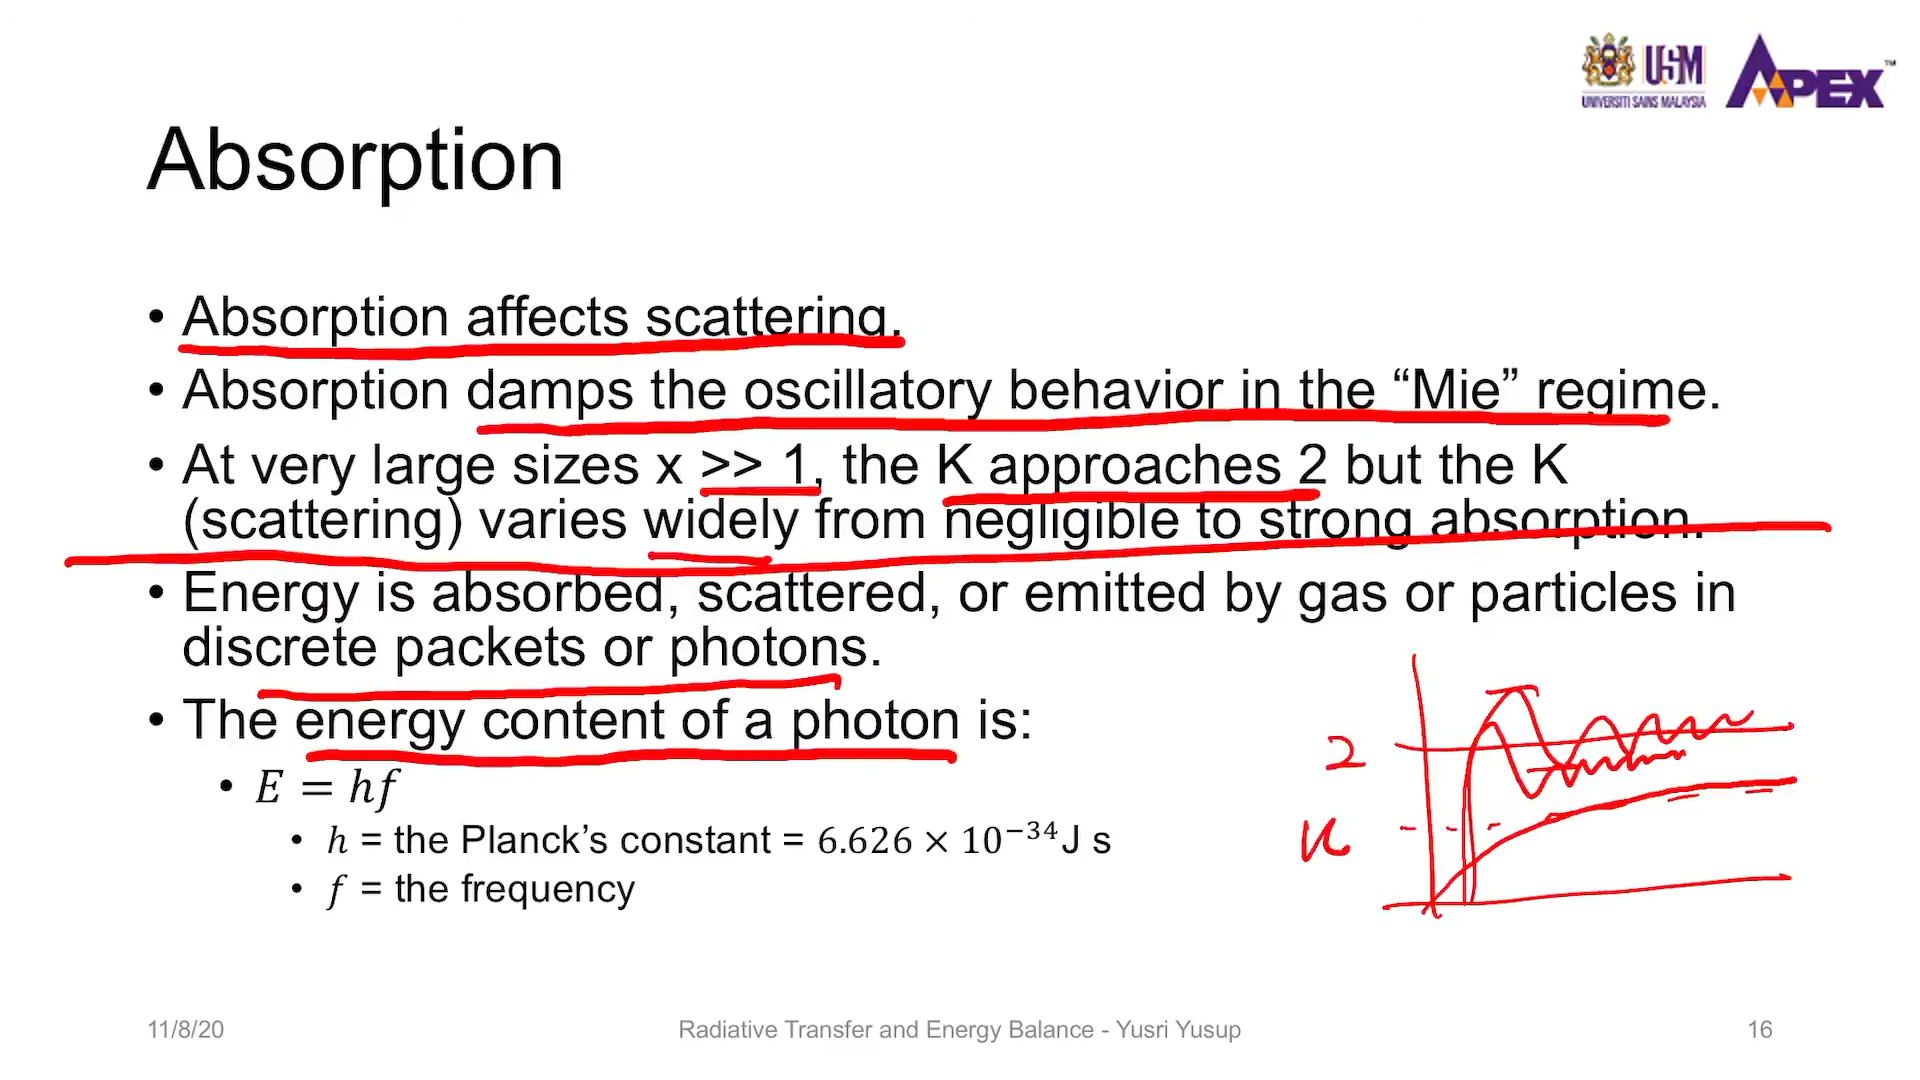 USM
UNIVERSITI SAINS MALAYSIA
APEX™
Absorption
• Absorption affects scattering.
• Absorption damps the oscillatory behavior in the “Mie” regime.
• At very large sizes x >> 1, the K approaches 2 but the K
(scattering) varies widely from negligible to strong absorption.
• Energy is absorbed, scattered, or emitted by gas or particles in
discrete packets or photons.
• The energy content of a photon is:
• E = hf
• h = the Planck’s constant = 6.626 × 10⁻³⁴ J s
• f = the frequency
2
K
11/8/20
Radiative Transfer and Energy Balance - Yusri Yusup
16